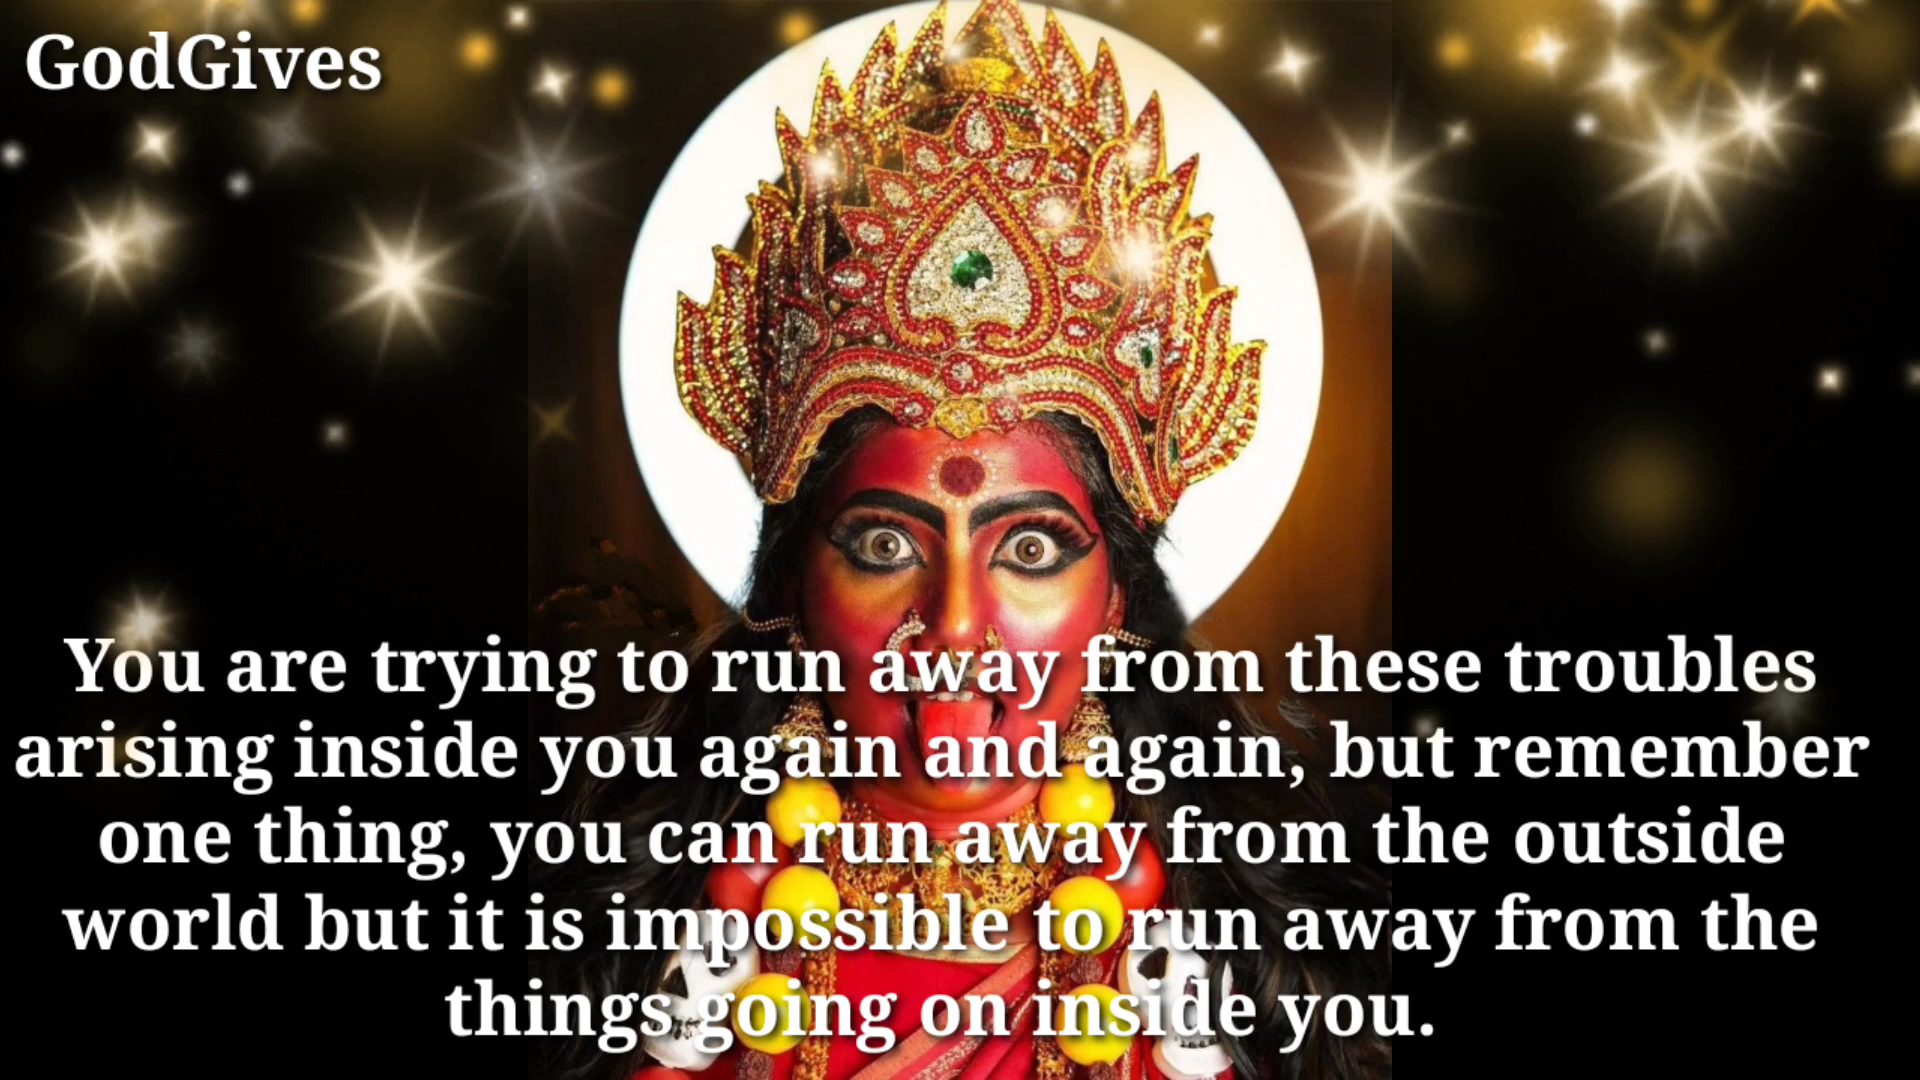 GodGives
You are trying to run away from these troubles
arising inside you again and again, but remember
one thing, you can run away from the outside
world but it is impossible to run away from the
things going on inside you.